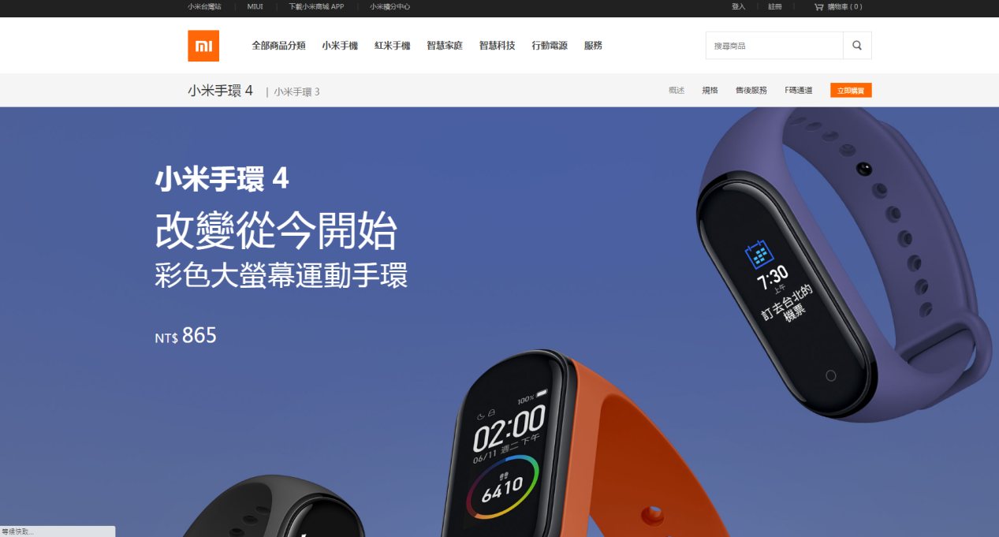 小米台灣站 | MIUI | 下載小米商城 APP | 小米積分中心
登入 | 註冊 | 購物車 ( 0 )
mi
全部商品分類 小米手機 紅米手機 智慧家庭 智慧科技 行動電源 服務
搜尋商品
小米手環 4 | 小米手環 3
概述 規格 售後服務 F碼通道 立即購買
小米手環 4
改變從今開始
彩色大螢幕運動手環
NT$ 865
7:30
上午
訂去台北的
機票
100%
02:00
06/11 週二 下午
6410
等候快取...